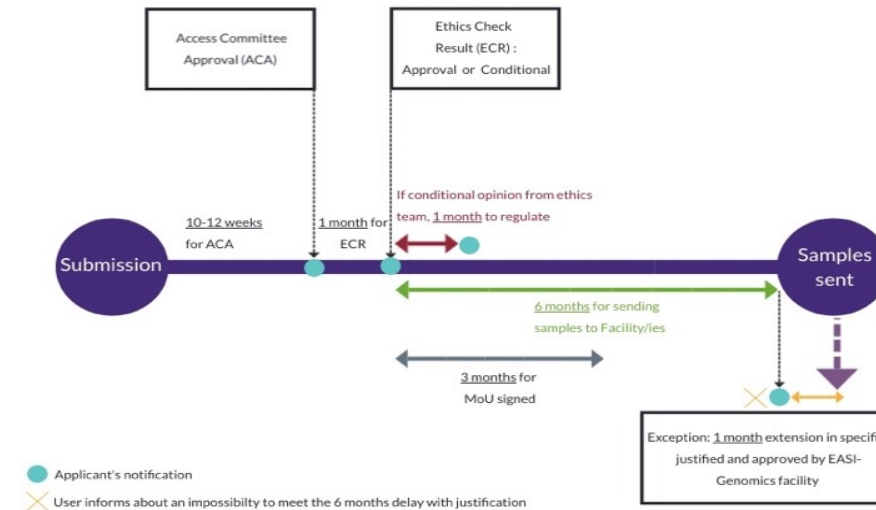 Access Committee
Approval (ACA)
Ethics Check
Result (ECR) :
Approval or Conditional
If conditional opinion from ethics
team, 1 month to regulate
10-12 weeks
for ACA
1 month for
ECR
Submission
Samples
sent
6 months for sending
samples to Facility/ies
3 months for
MoU signed
Exception: 1 month extension in specifi
justified and approved by EASI-
Genomics facility
Applicant's notification
User informs about an impossibilty to meet the 6 months delay with justification